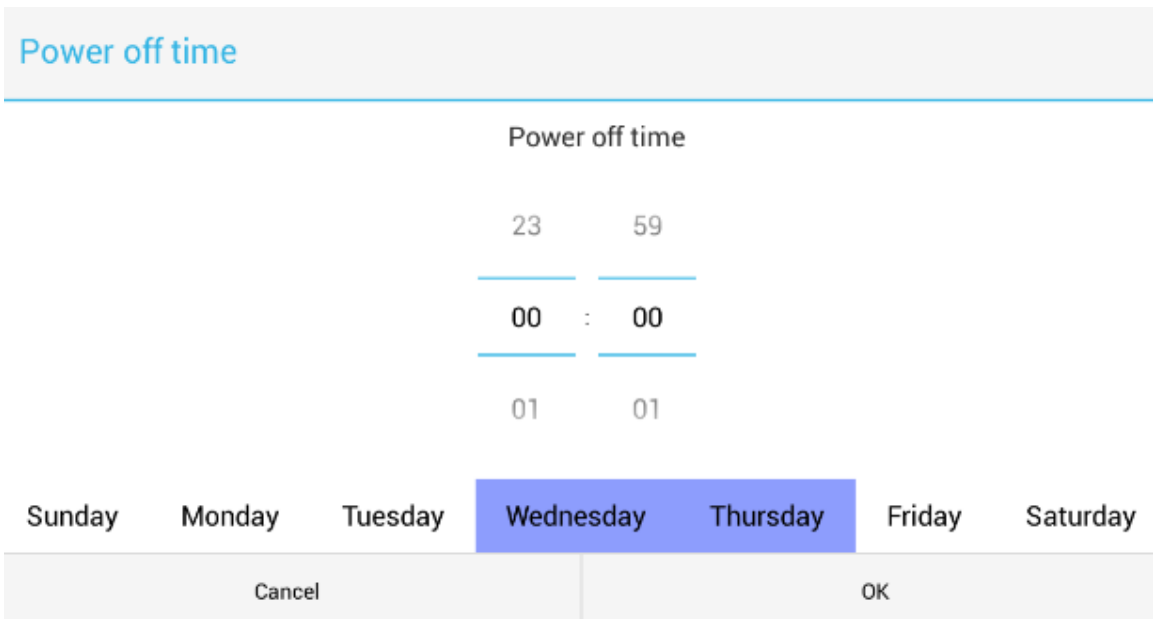 Power off time
Power off time
23 59
00 : 00
01 01
Sunday Monday Tuesday Wednesday Thursday Friday Saturday
Cancel OK